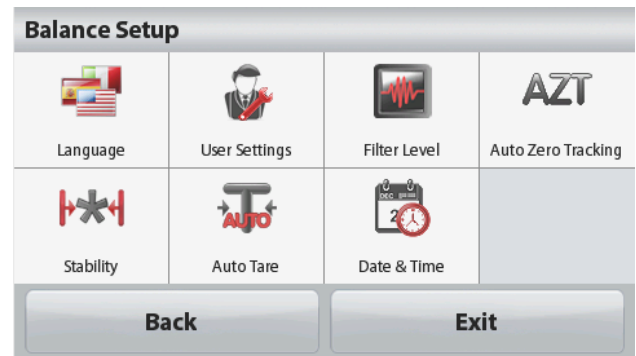 Balance Setup
AZT
Language
User Settings
Filter Level
Auto Zero Tracking
AUTO
DEC
2
Stability
Auto Tare
Date & Time
Back
Exit